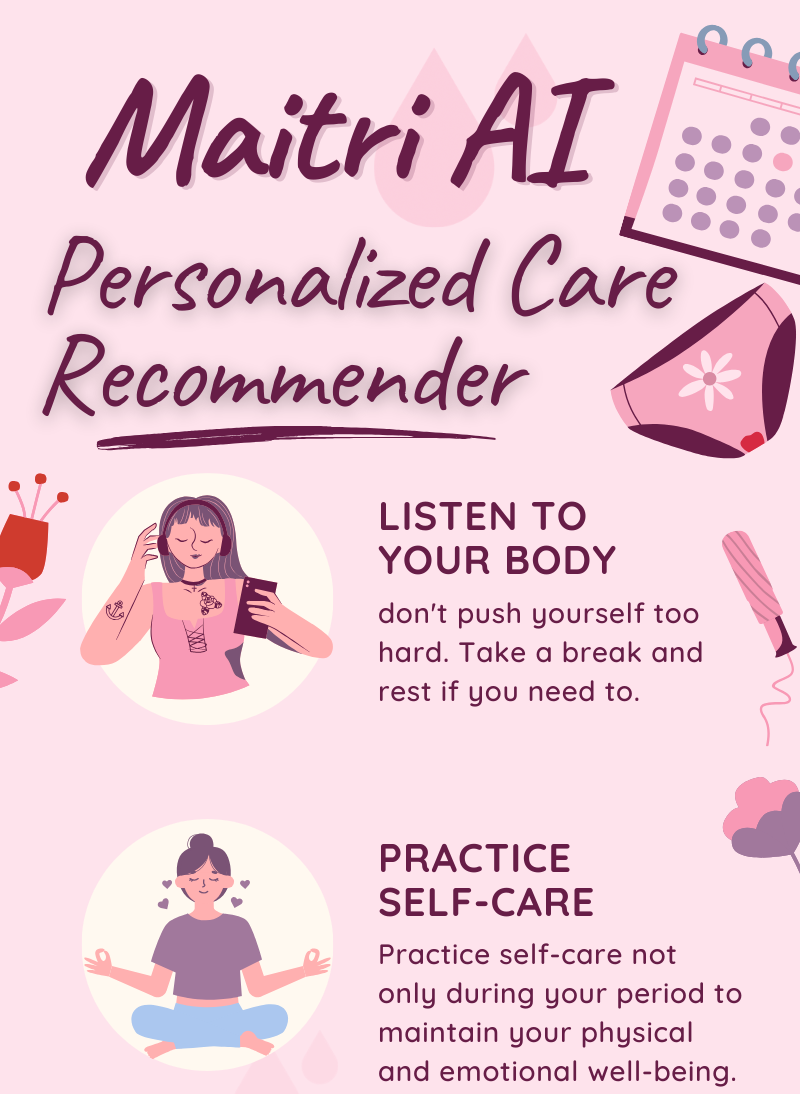 Maitri AI
Personalized Care
Recommender
LISTEN TO
YOUR BODY
don't push yourself too
hard. Take a break and
rest if you need to.
PRACTICE
SELF-CARE
Practice self-care not
only during your period to
maintain your physical
and emotional well-being.